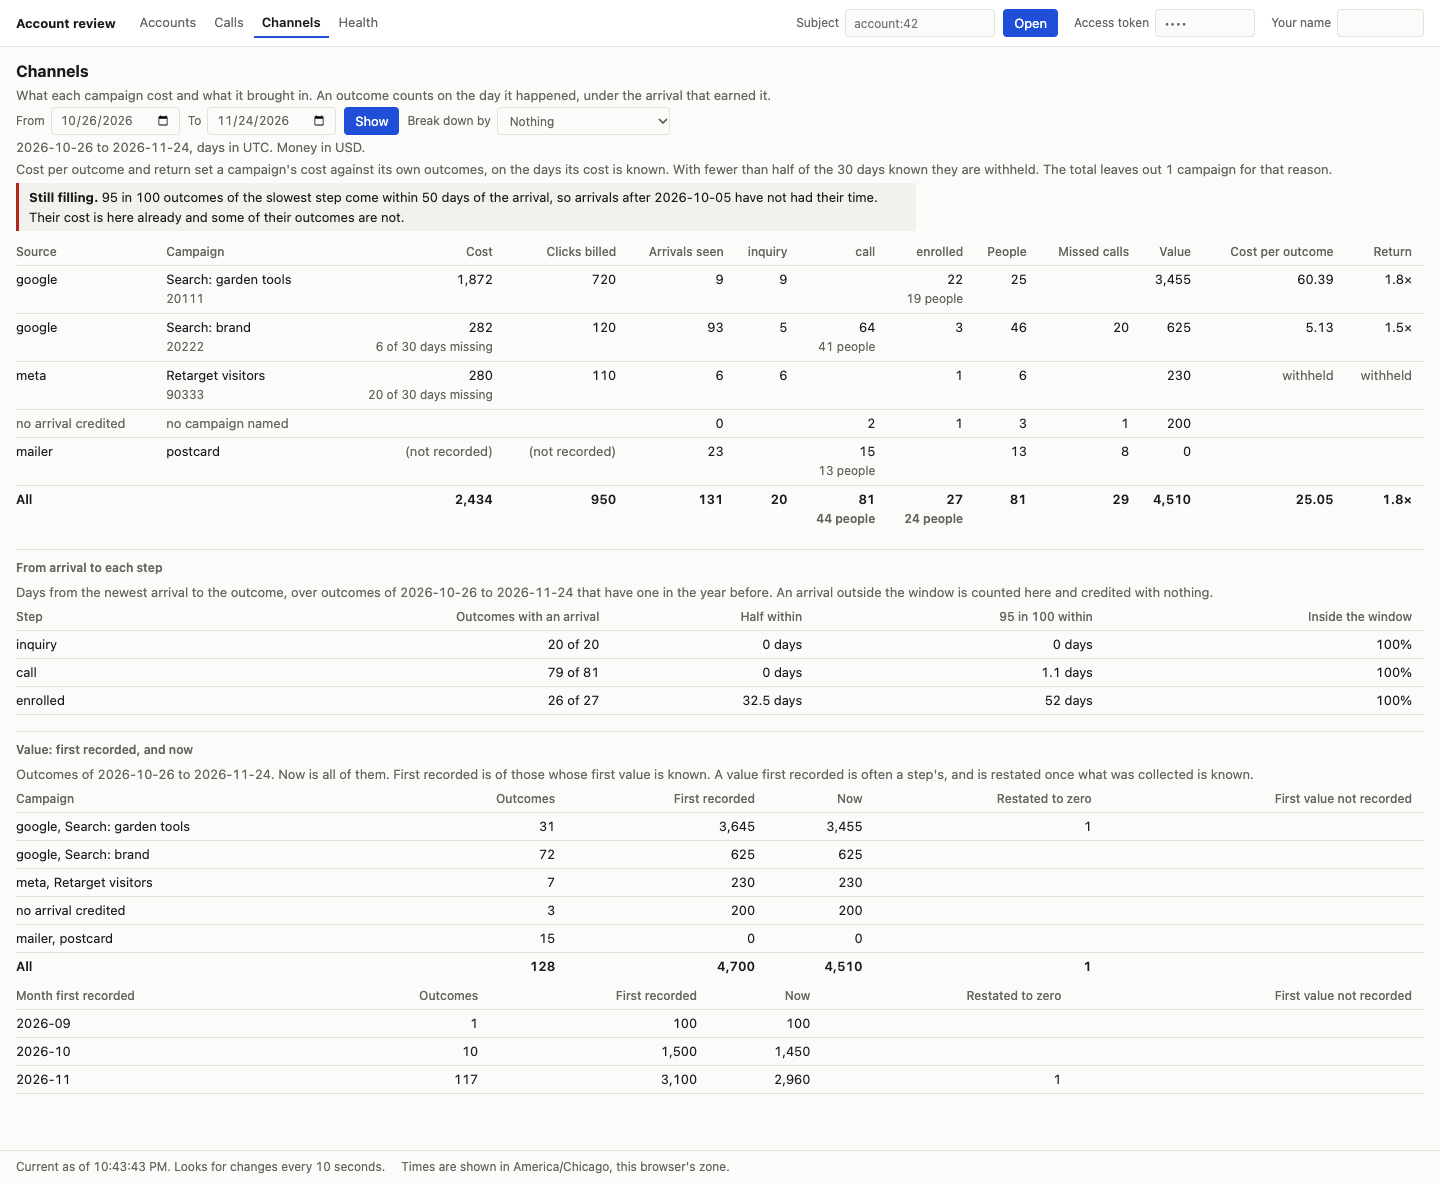 Account review Accounts Calls Channels Health Subject account:42 Open Access token •••• Your name
Channels
What each campaign cost and what it brought in. An outcome counts on the day it happened, under the arrival that earned it.
From 10/26/2026 To 11/24/2026 Show Break down by Nothing
2026-10-26 to 2026-11-24, days in UTC. Money in USD.
Cost per outcome and return set a campaign's cost against its own outcomes, on the days its cost is known. With fewer than half of the 30 days known they are withheld. The total leaves out 1 campaign for that reason.
Still filling. 95 in 100 outcomes of the slowest step come within 50 days of the arrival, so arrivals after 2026-10-05 have not had their time.
Their cost is here already and some of their outcomes are not.
Source Campaign Cost Clicks billed Arrivals seen inquiry call enrolled People Missed calls Value Cost per outcome Return
google Search: garden tools 1,872 720 9 9 22 25 3,455 60.39 1.8×
20111 19 people
google Search: brand 282 120 93 5 64 3 46 20 625 5.13 1.5×
20222 6 of 30 days missing 41 people
meta Retarget visitors 280 110 6 6 1 6 230 withheld withheld
90333 20 of 30 days missing
no arrival credited no campaign named 0 2 1 3 1 200
mailer postcard (not recorded) (not recorded) 23 15 13 8 0
13 people
All 2,434 950 131 20 81 27 81 29 4,510 25.05 1.8×
44 people 24 people
From arrival to each step
Days from the newest arrival to the outcome, over outcomes of 2026-10-26 to 2026-11-24 that have one in the year before. An arrival outside the window is counted here and credited with nothing.
Step Outcomes with an arrival Half within 95 in 100 within Inside the window
inquiry 20 of 20 0 days 0 days 100%
call 79 of 81 0 days 1.1 days 100%
enrolled 26 of 27 32.5 days 52 days 100%
Value: first recorded, and now
Outcomes of 2026-10-26 to 2026-11-24. Now is all of them. First recorded is of those whose first value is known. A value first recorded is often a step's, and is restated once what was collected is known.
Campaign Outcomes First recorded Now Restated to zero First value not recorded
google, Search: garden tools 31 3,645 3,455 1
google, Search: brand 72 625 625
meta, Retarget visitors 7 230 230
no arrival credited 3 200 200
mailer, postcard 15 0 0
All 128 4,700 4,510 1
Month first recorded Outcomes First recorded Now Restated to zero First value not recorded
2026-09 1 100 100
2026-10 10 1,500 1,450
2026-11 117 3,100 2,960 1
Current as of 10:43:43 PM. Looks for changes every 10 seconds. Times are shown in America/Chicago, this browser's zone.